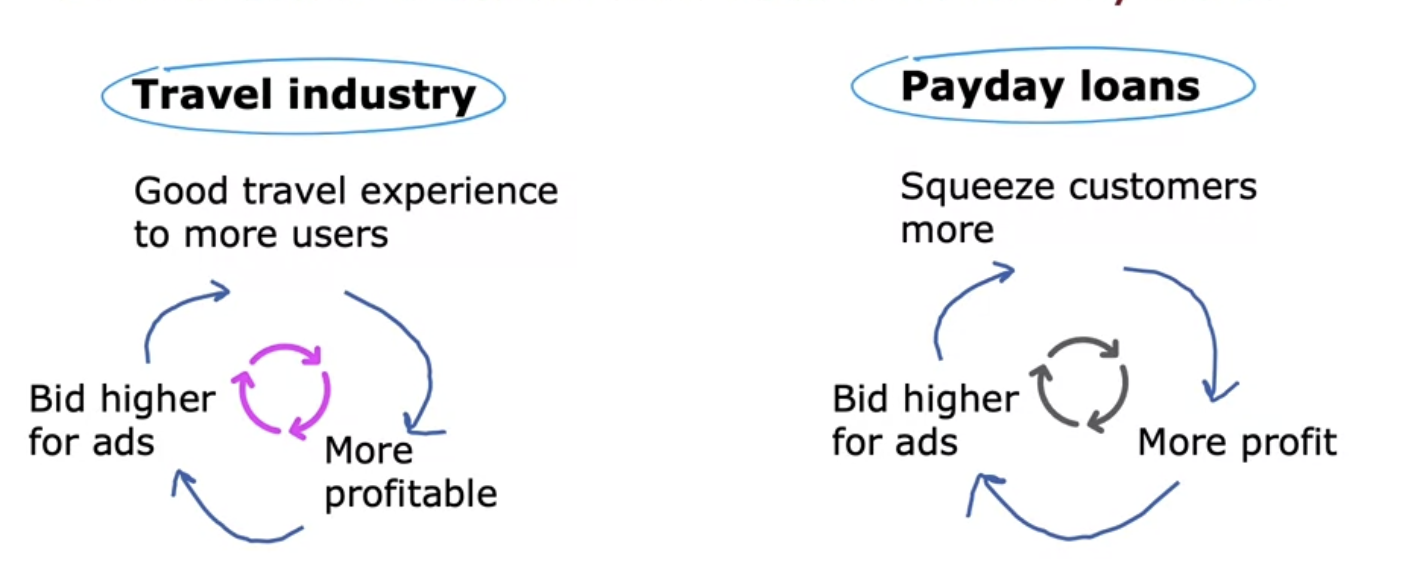 Travel industry
Good travel experience
to more users
Bid higher
for ads
More
profitable
Payday loans
Squeeze customers
more
Bid higher
for ads
More profit